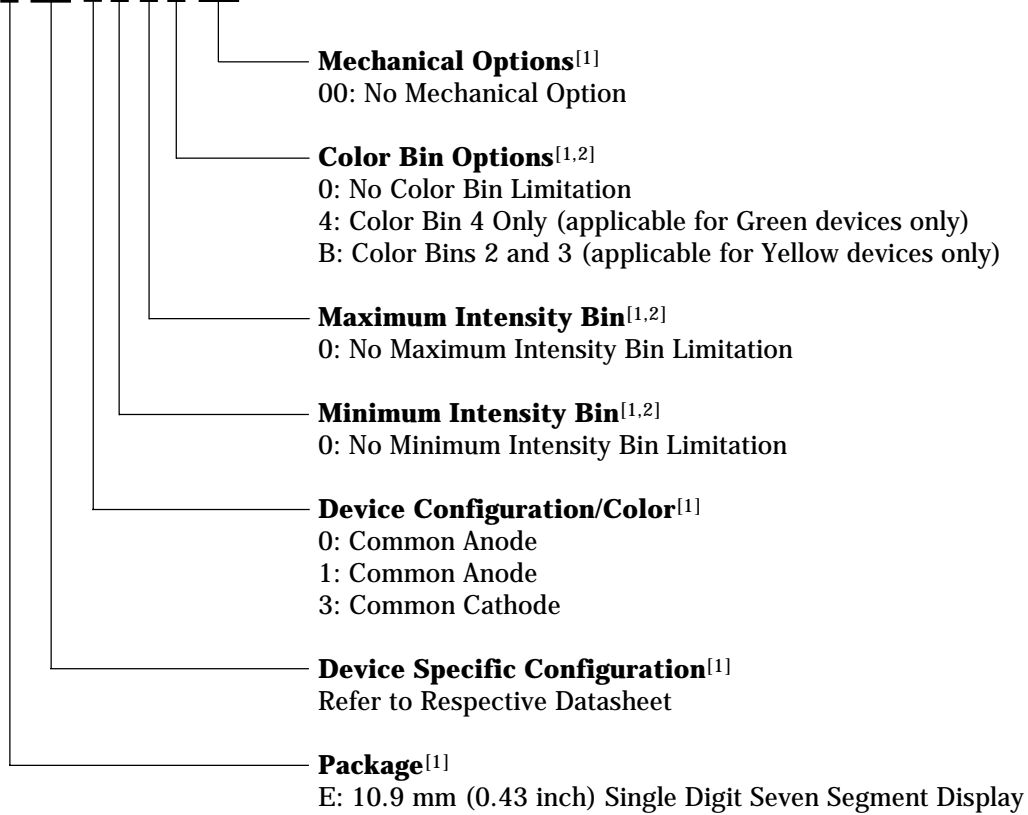 Mechanical Options[1]
00: No Mechanical Option
Color Bin Options[1,2]
0: No Color Bin Limitation
4: Color Bin 4 Only (applicable for Green devices only)
B: Color Bins 2 and 3 (applicable for Yellow devices only)
Maximum Intensity Bin[1,2]
0: No Maximum Intensity Bin Limitation
Minimum Intensity Bin[1,2]
0: No Minimum Intensity Bin Limitation
Device Configuration/Color[1]
0: Common Anode
1: Common Anode
3: Common Cathode
Device Specific Configuration[1]
Refer to Respective Datasheet
Package[1]
E: 10.9 mm (0.43 inch) Single Digit Seven Segment Display